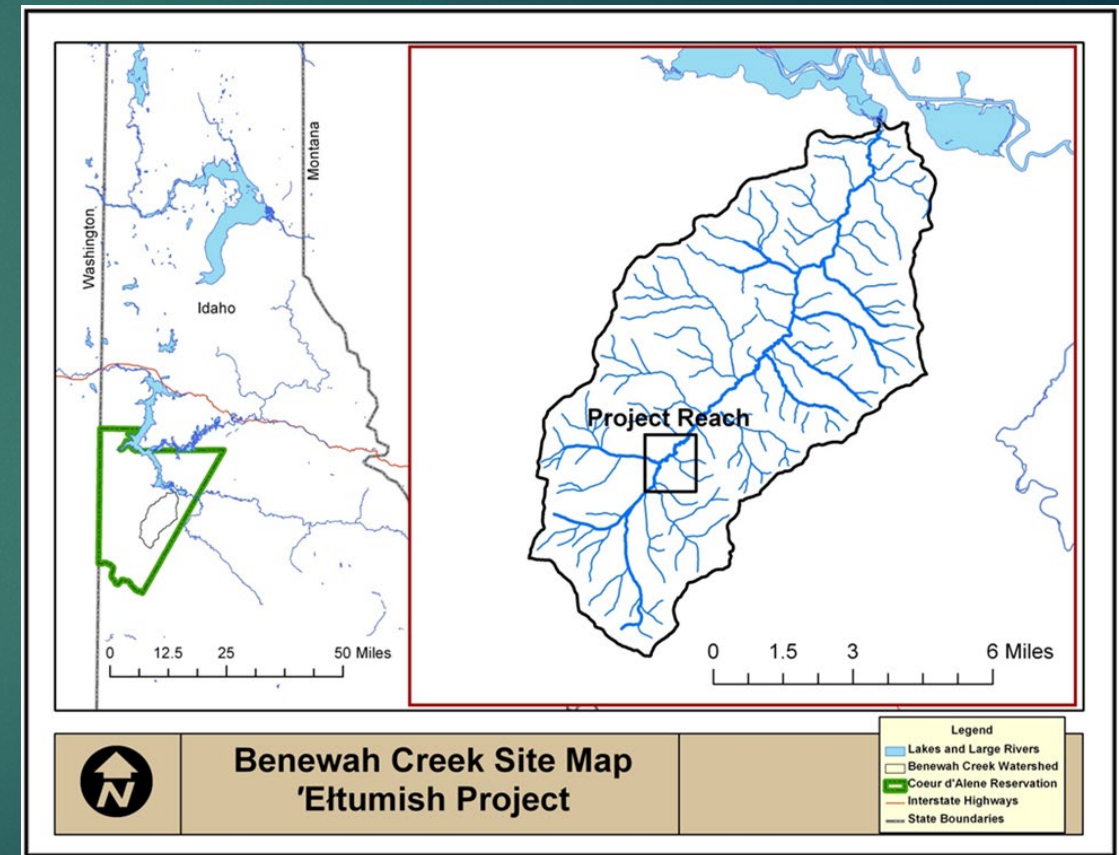 Washington
Montana
Idaho
0 12.5 25 50 Miles
Project Reach
0 1.5 3 6 Miles
N
Benewah Creek Site Map
'Ełtumish Project
Legend
Lakes and Large Rivers
Benewah Creek Watershed
Coeur d'Alene Reservation
Interstate Highways
State Boundaries